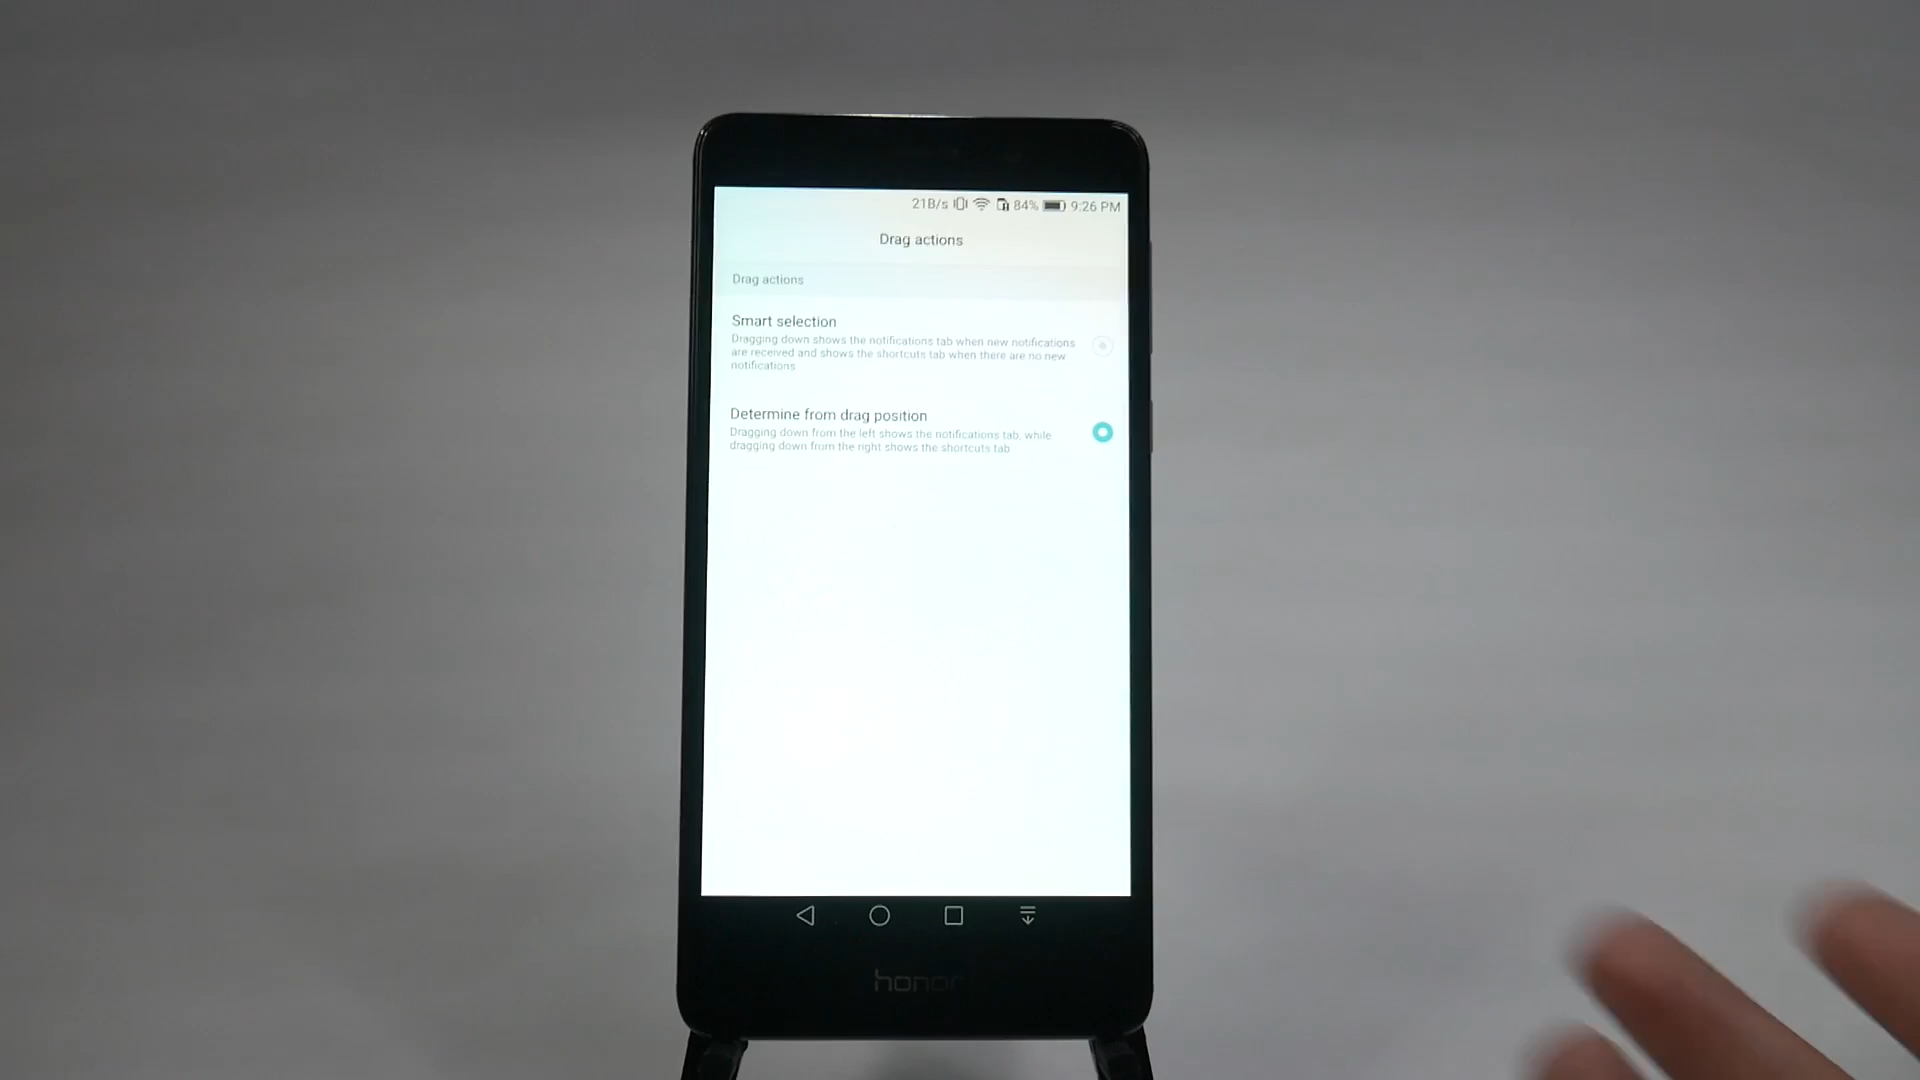 21B/s 84% 9:26 PM
Drag actions
Drag actions
Smart selection
Dragging down shows the notifications tab when new notifications
are received and shows the shortcuts tab when there are no new
notifications
Determine from drag position
Dragging down from the left shows the notifications tab, while
dragging down from the right shows the shortcuts tab
honor